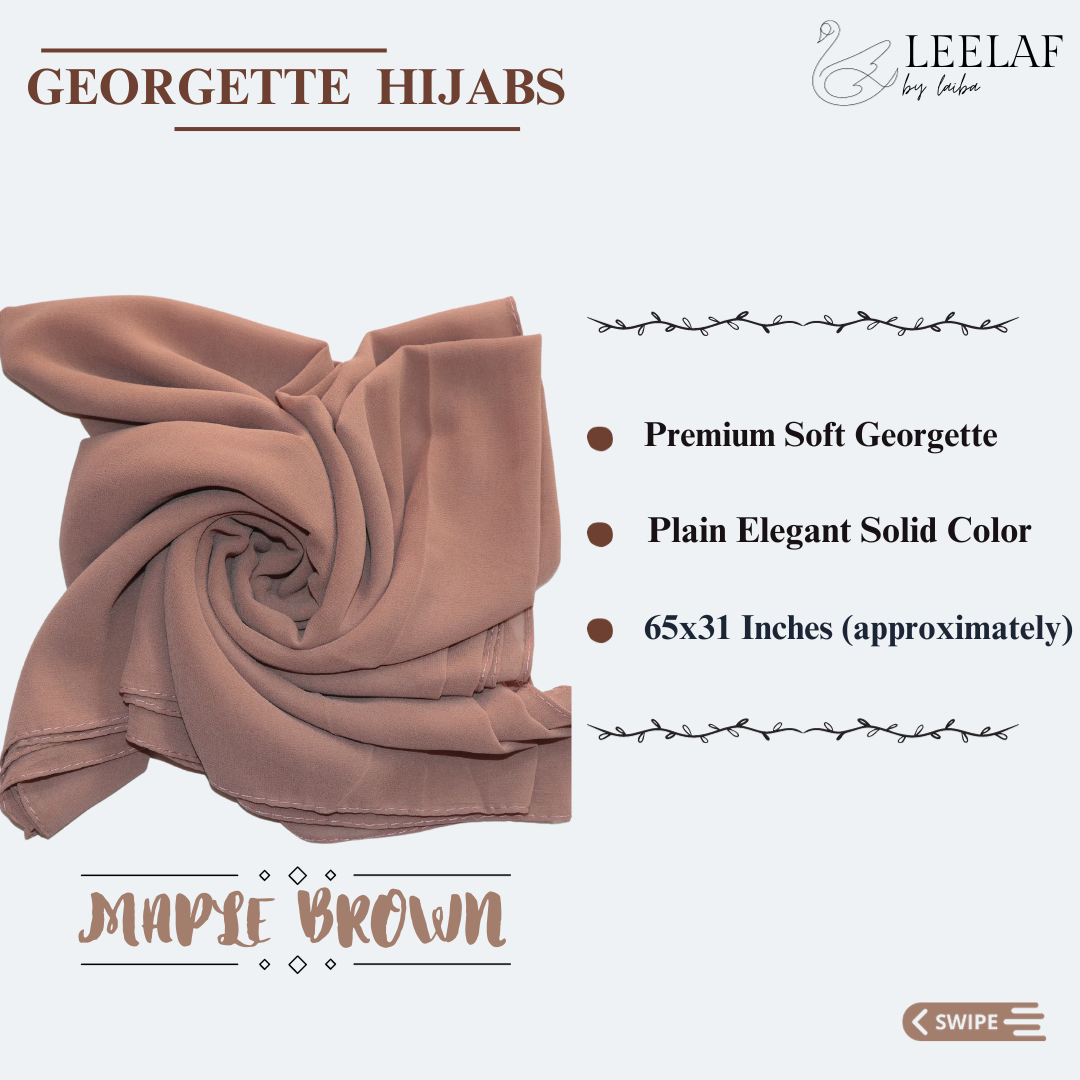 GEORGETTE HIJABS
LEELAF
by laiba
Premium Soft Georgette
Plain Elegant Solid Color
65x31 Inches (approximately)
MAPLE BROWN
SWIPE